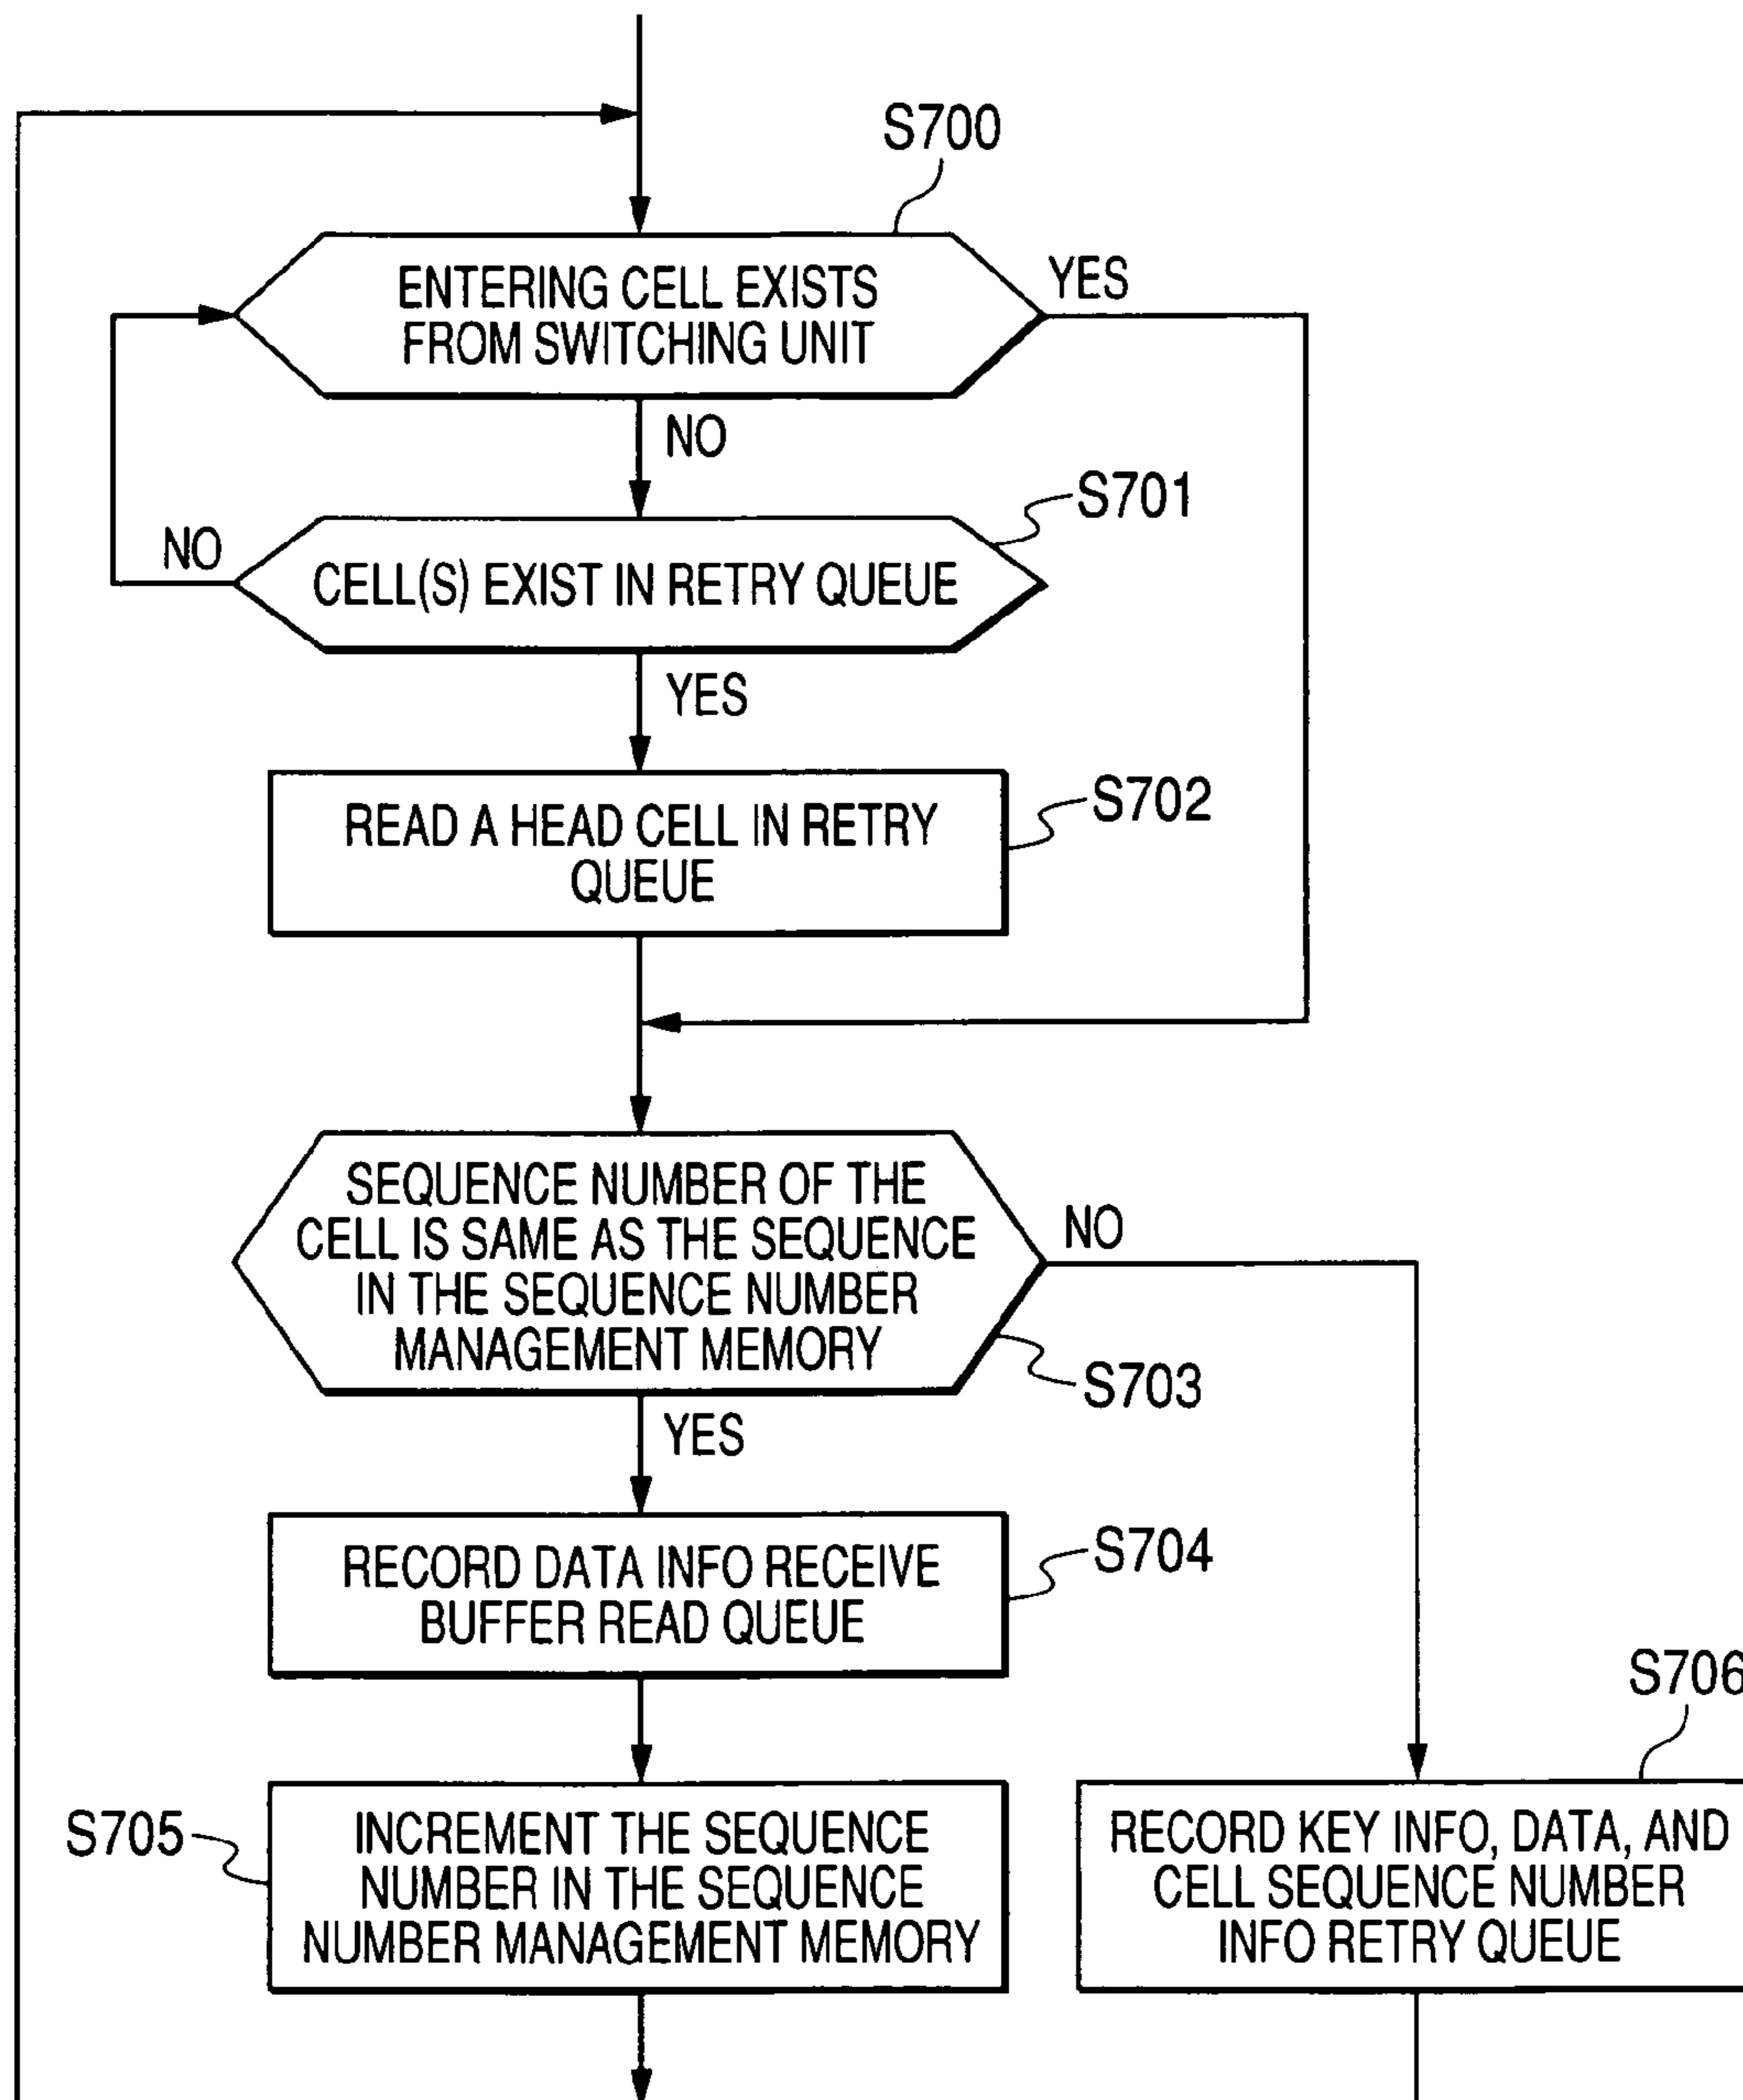 S700
ENTERING CELL EXISTS
FROM SWITCHING UNIT
YES
NO
S701
NO
CELL(S) EXIST IN RETRY QUEUE
YES
S702
READ A HEAD CELL IN RETRY
QUEUE
SEQUENCE NUMBER OF THE
CELL IS SAME AS THE SEQUENCE
IN THE SEQUENCE NUMBER
MANAGEMENT MEMORY
NO
S703
YES
S704
RECORD DATA INFO RECEIVE
BUFFER READ QUEUE
S706
S705
INCREMENT THE SEQUENCE
NUMBER IN THE SEQUENCE
NUMBER MANAGEMENT MEMORY
RECORD KEY INFO, DATA, AND
CELL SEQUENCE NUMBER
INFO RETRY QUEUE